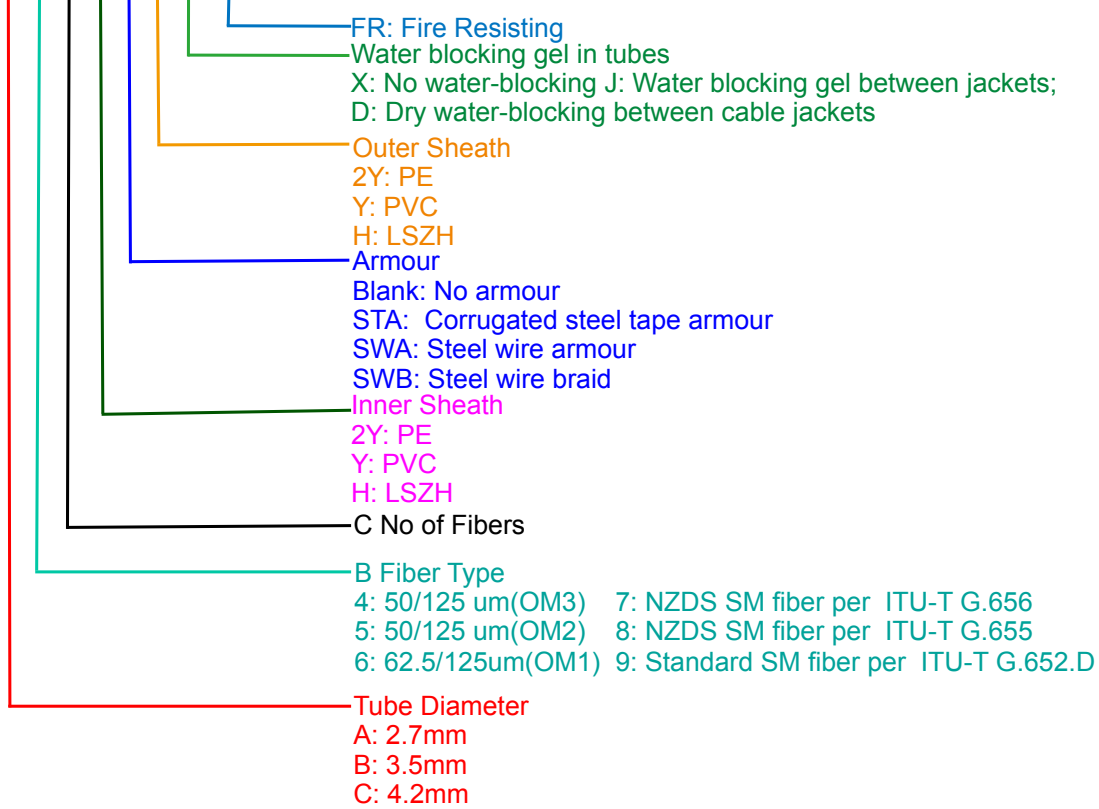 FR: Fire Resisting
Water blocking gel in tubes
X: No water-blocking J: Water blocking gel between jackets;
D: Dry water-blocking between cable jackets
Outer Sheath
2Y: PE
Y: PVC
H: LSZH
Armour
Blank: No armour
STA: Corrugated steel tape armour
SWA: Steel wire armour
SWB: Steel wire braid
Inner Sheath
2Y: PE
Y: PVC
H: LSZH
C No of Fibers
B Fiber Type
4: 50/125 um(OM3) 7: NZDS SM fiber per ITU-T G.656
5: 50/125 um(OM2) 8: NZDS SM fiber per ITU-T G.655
6: 62.5/125um(OM1) 9: Standard SM fiber per ITU-T G.652.D
Tube Diameter
A: 2.7mm
B: 3.5mm
C: 4.2mm